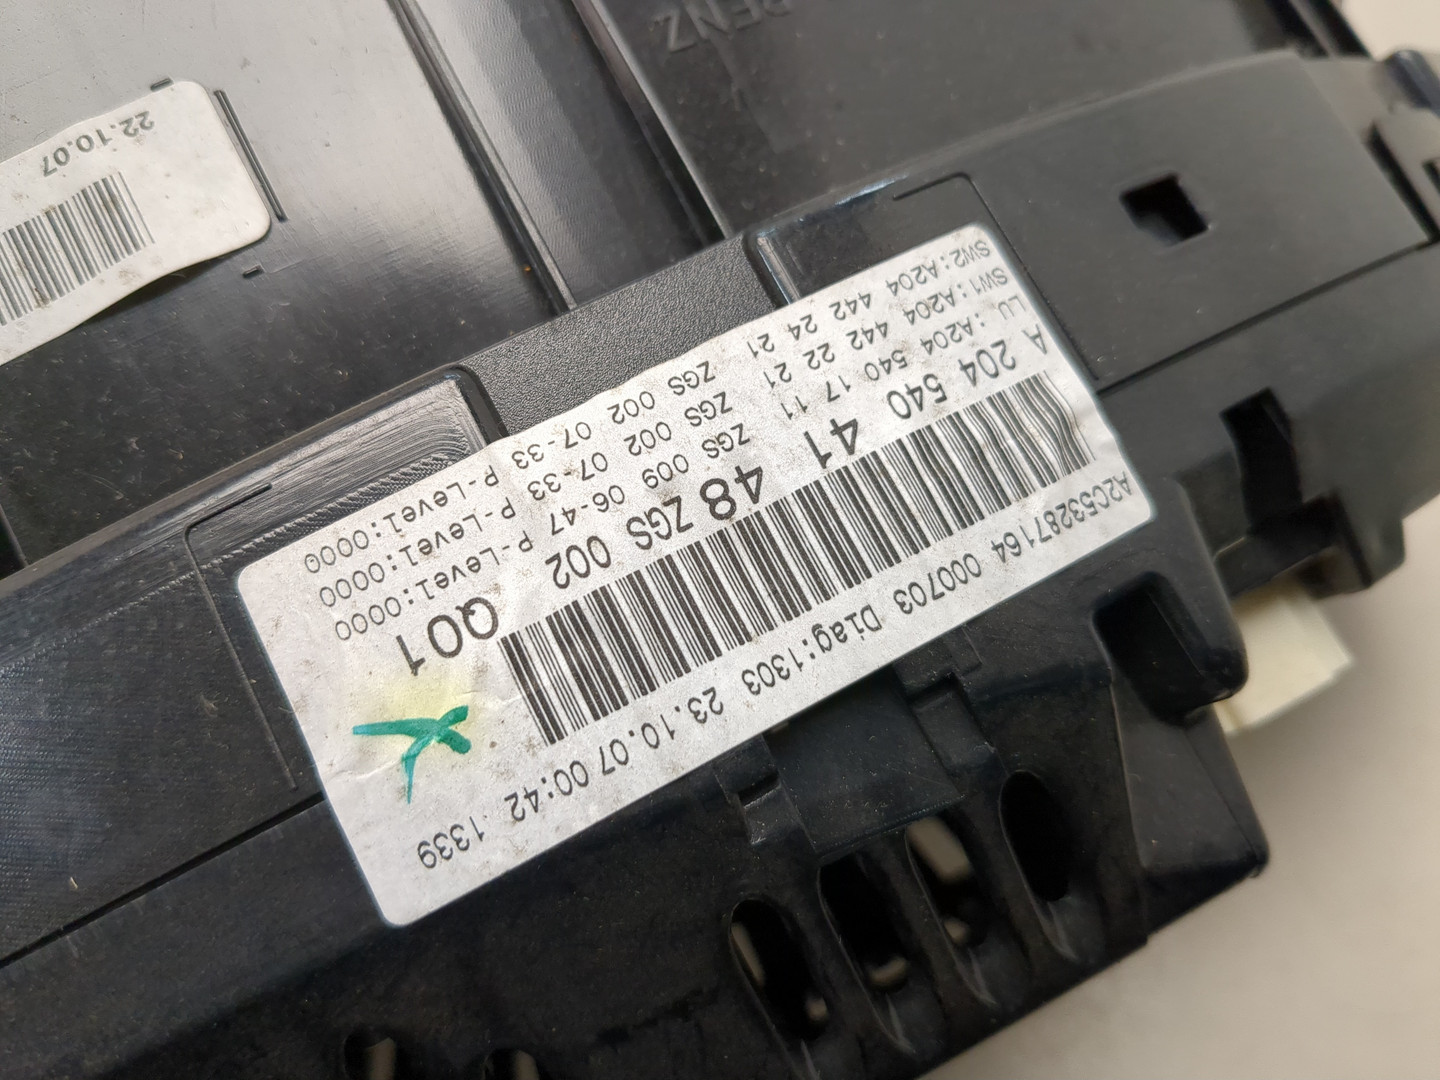 A2C53287164 000703 Diag:1303 23.10.07 00:42 1339
A 204 540 41 48 ZGS 002 Q01
LU :A204 540 17 11 ZGS 009 06-47 P-Level:0000
SW1:A204 442 22 21 ZGS 002 07-33 P-Level:0000
SW2:A204 442 24 21 ZGS 002 07-33 P-Level:0000
22.10.07
BENZ